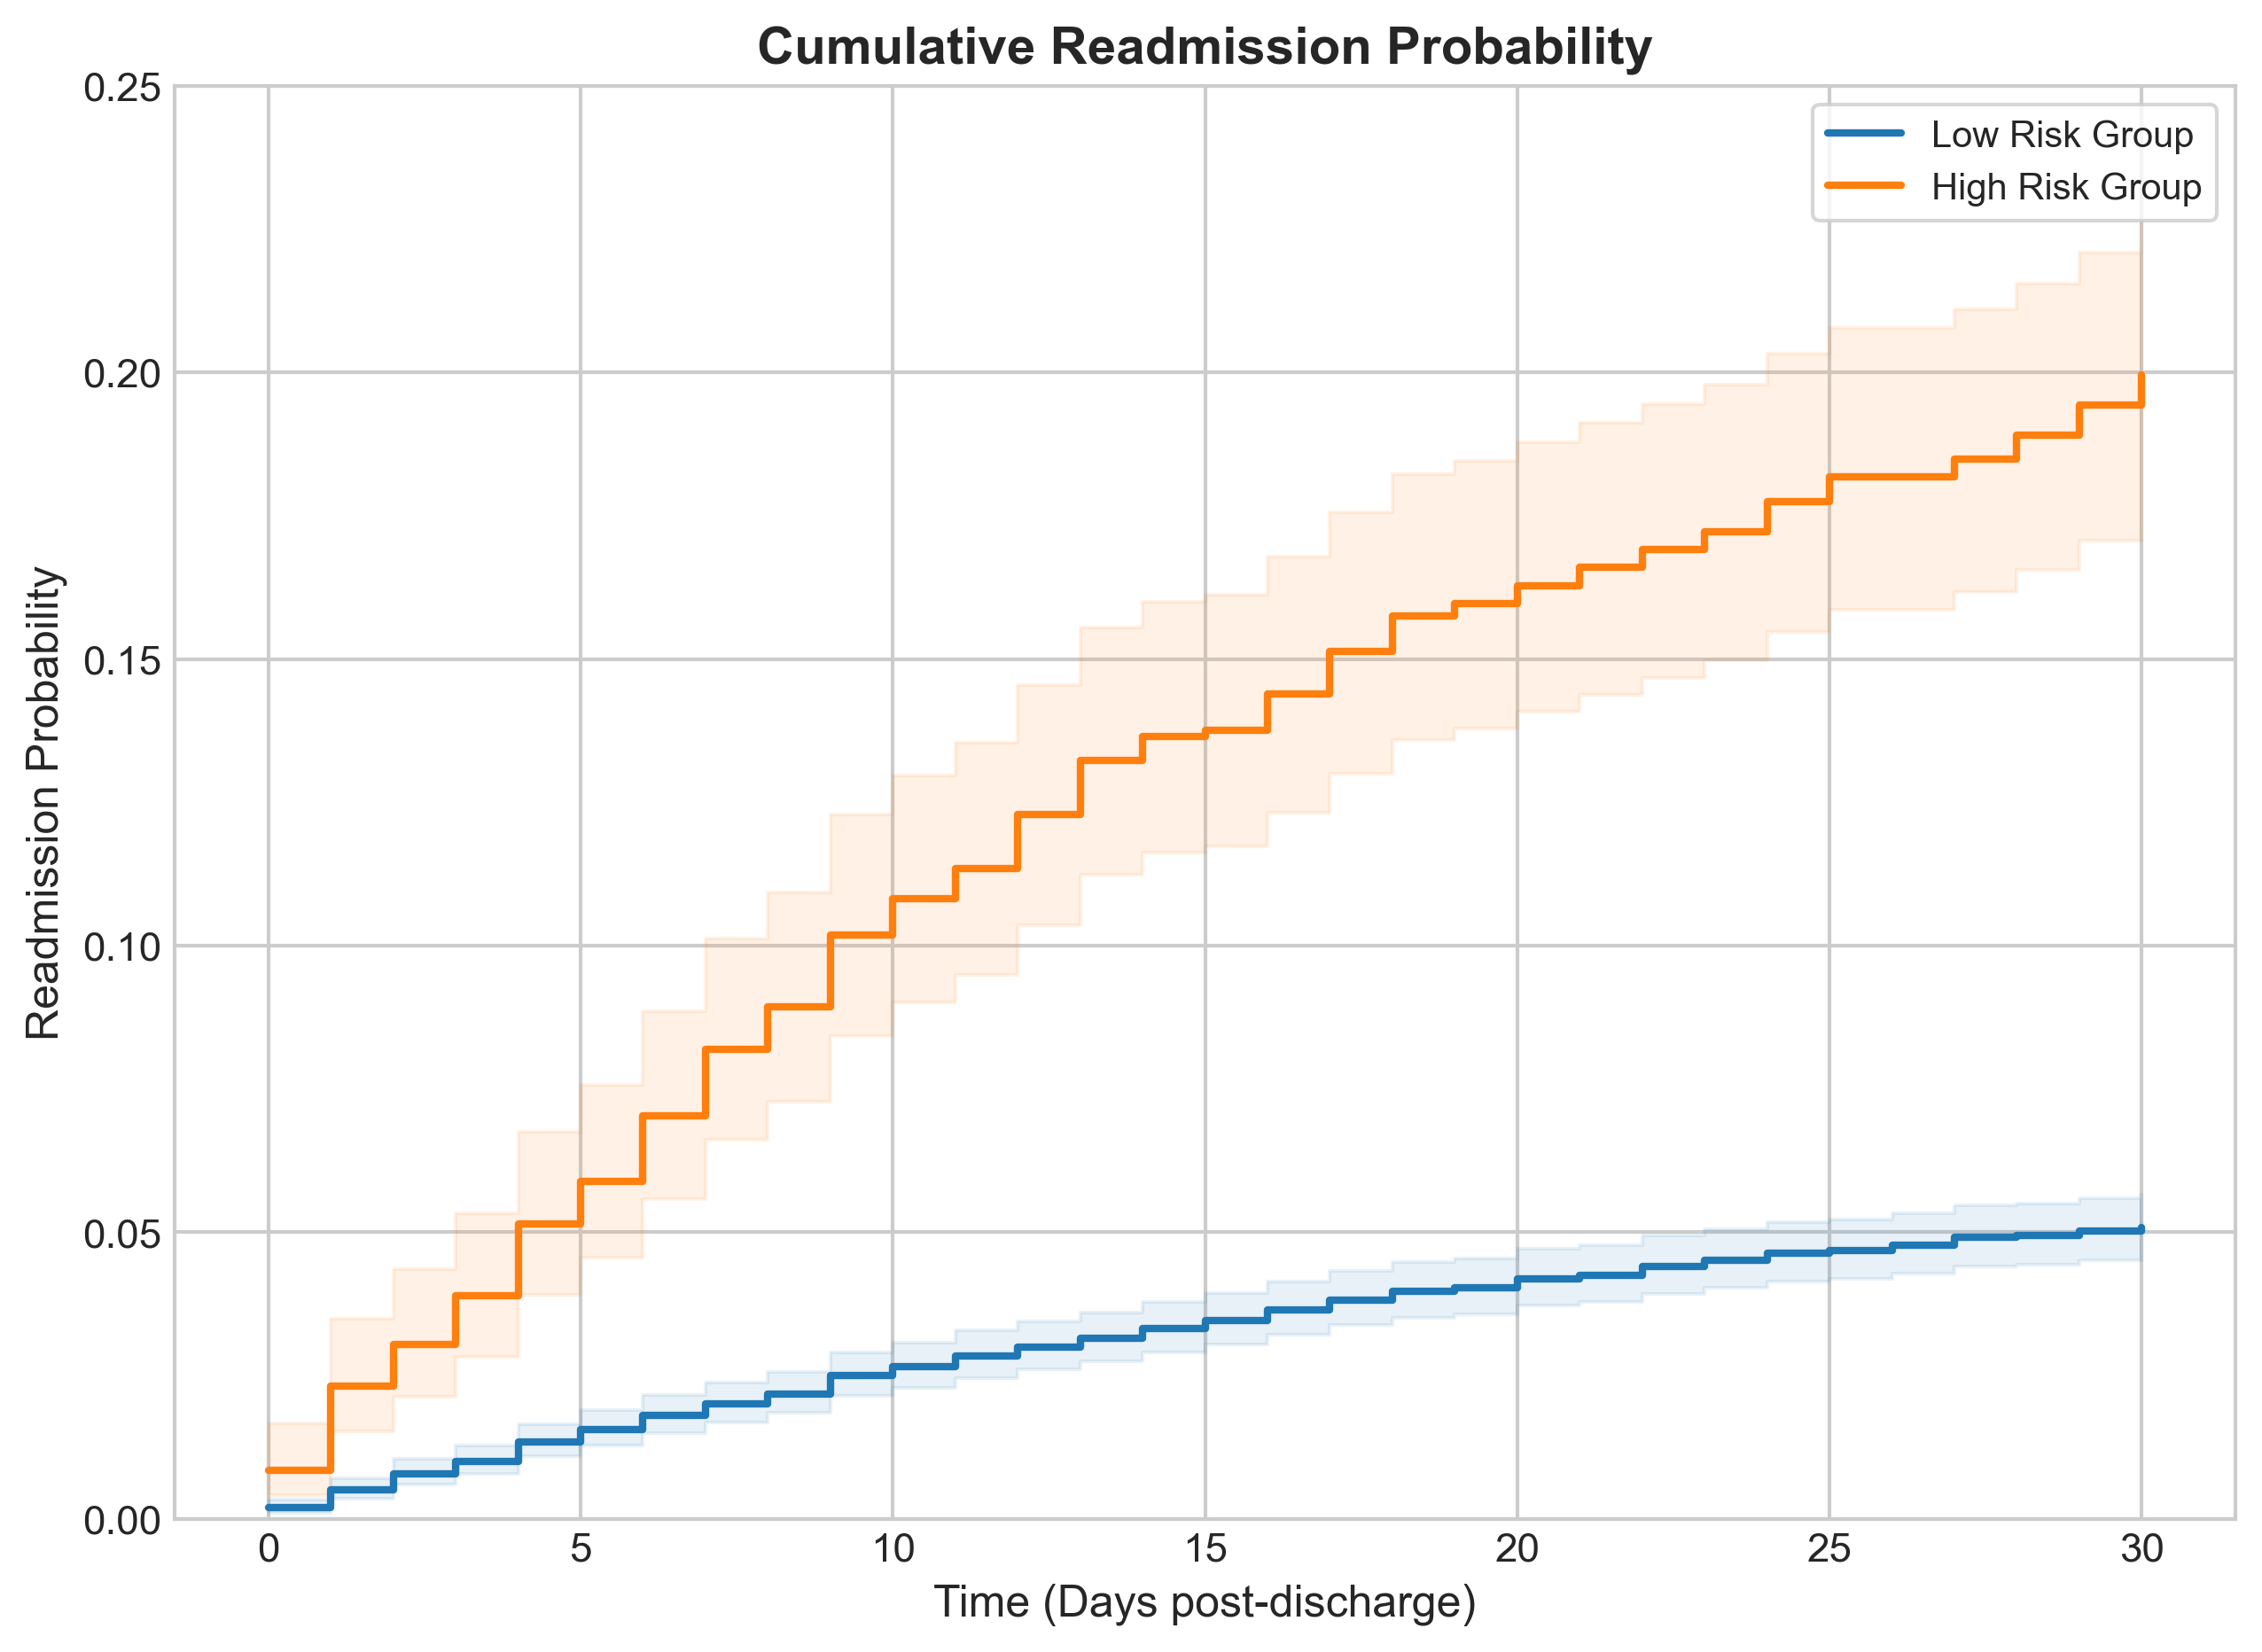 Cumulative Readmission Probability
Low Risk Group
High Risk Group
Readmission Probability
0.25
0.20
0.15
0.10
0.05
0.00
0 5 10 15 20 25 30
Time (Days post-discharge)